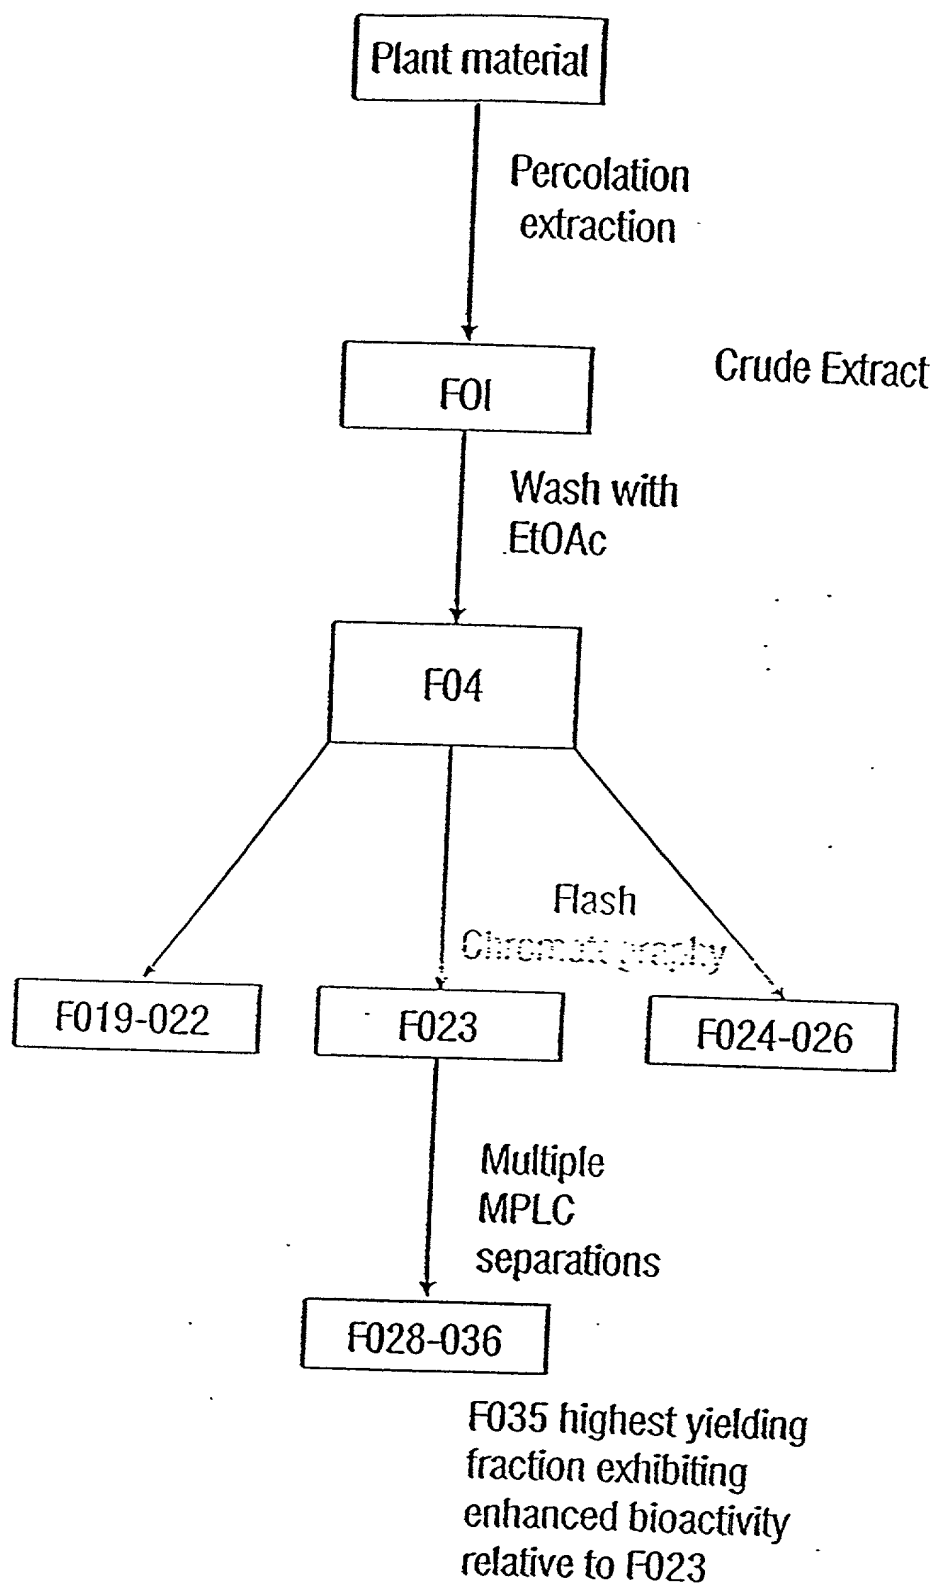 Plant material
Percolation
extraction
F01
Crude Extract
Wash with
EtOAc
F04
Flash
Chromatography
F019-022
F023
F024-026
Multiple
MPLC
separations
F028-036
F035 highest yielding
fraction exhibiting
enhanced bioactivity
relative to F023